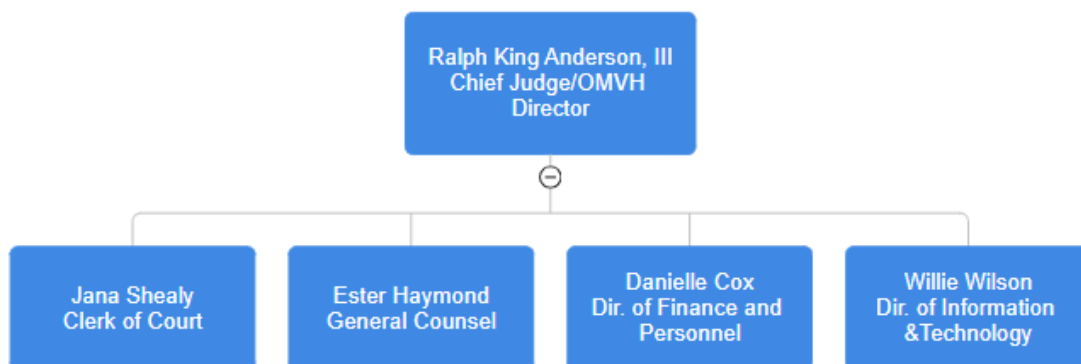 Ralph King Anderson, III
Chief Judge/OMVH
Director
Jana Shealy
Clerk of Court
Ester Haymond
General Counsel
Danielle Cox
Dir. of Finance and
Personnel
Willie Wilson
Dir. of Information
&Technology